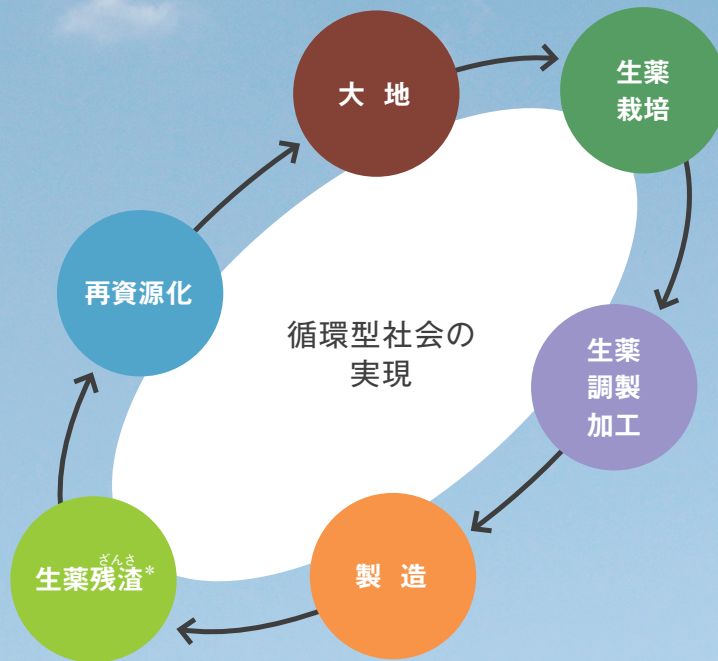 大 地
生薬
栽培
生薬
調製
加工
製 造
ざんさ
生薬残渣*
再資源化
循環型社会の
実現